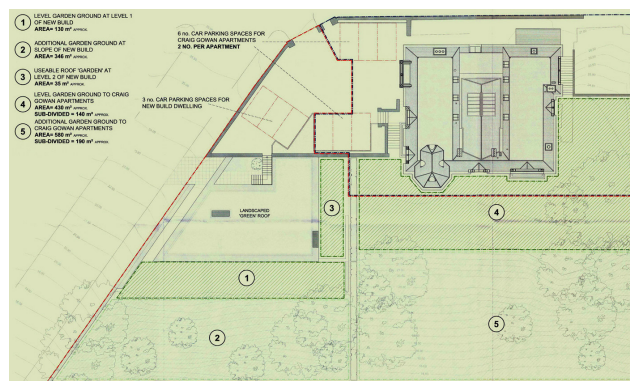 1 LEVEL GARDEN GROUND AT LEVEL 1
OF NEW BUILD
AREA= 130 m² APPROX.
2 ADDITIONAL GARDEN GROUND AT
SLOPE OF NEW BUILD
AREA= 346 m² APPROX.
3 USEABLE ROOF 'GARDEN' AT
LEVEL 2 OF NEW BUILD
AREA= 35 m² APPROX.
4 LEVEL GARDEN GROUND TO CRAIG
GOWAN APARTMENTS
AREA= 430 m² APPROX.
SUB-DIVIDED = 140 m² APPROX.
5 ADDITIONAL GARDEN GROUND TO
CRAIG GOWAN APARTMENTS
AREA= 580 m² APPROX.
SUB-DIVIDED = 190 m² APPROX.
6 no. CAR PARKING SPACES FOR
CRAIG GOWAN APARTMENTS
2 NO. PER APARTMENT
3 no. CAR PARKING SPACES FOR
NEW BUILD DWELLING
LANDSCAPED
'GREEN' ROOF
3
4
1
2
5